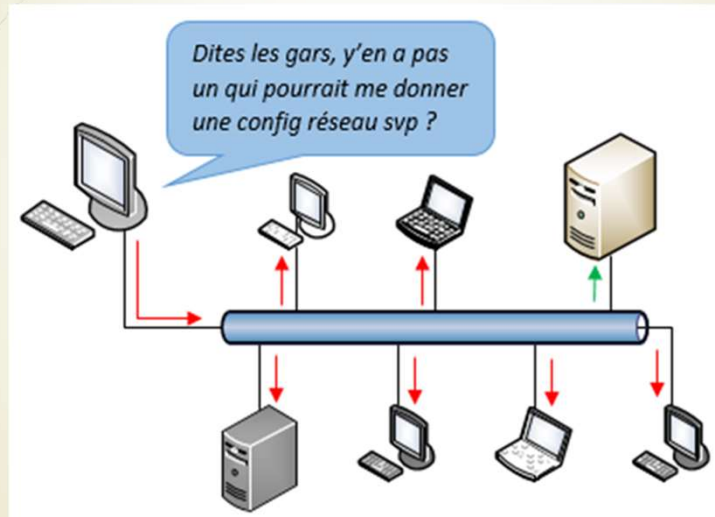 Dites les gars, y'en a pas
un qui pourrait me donner
une config réseau svp ?